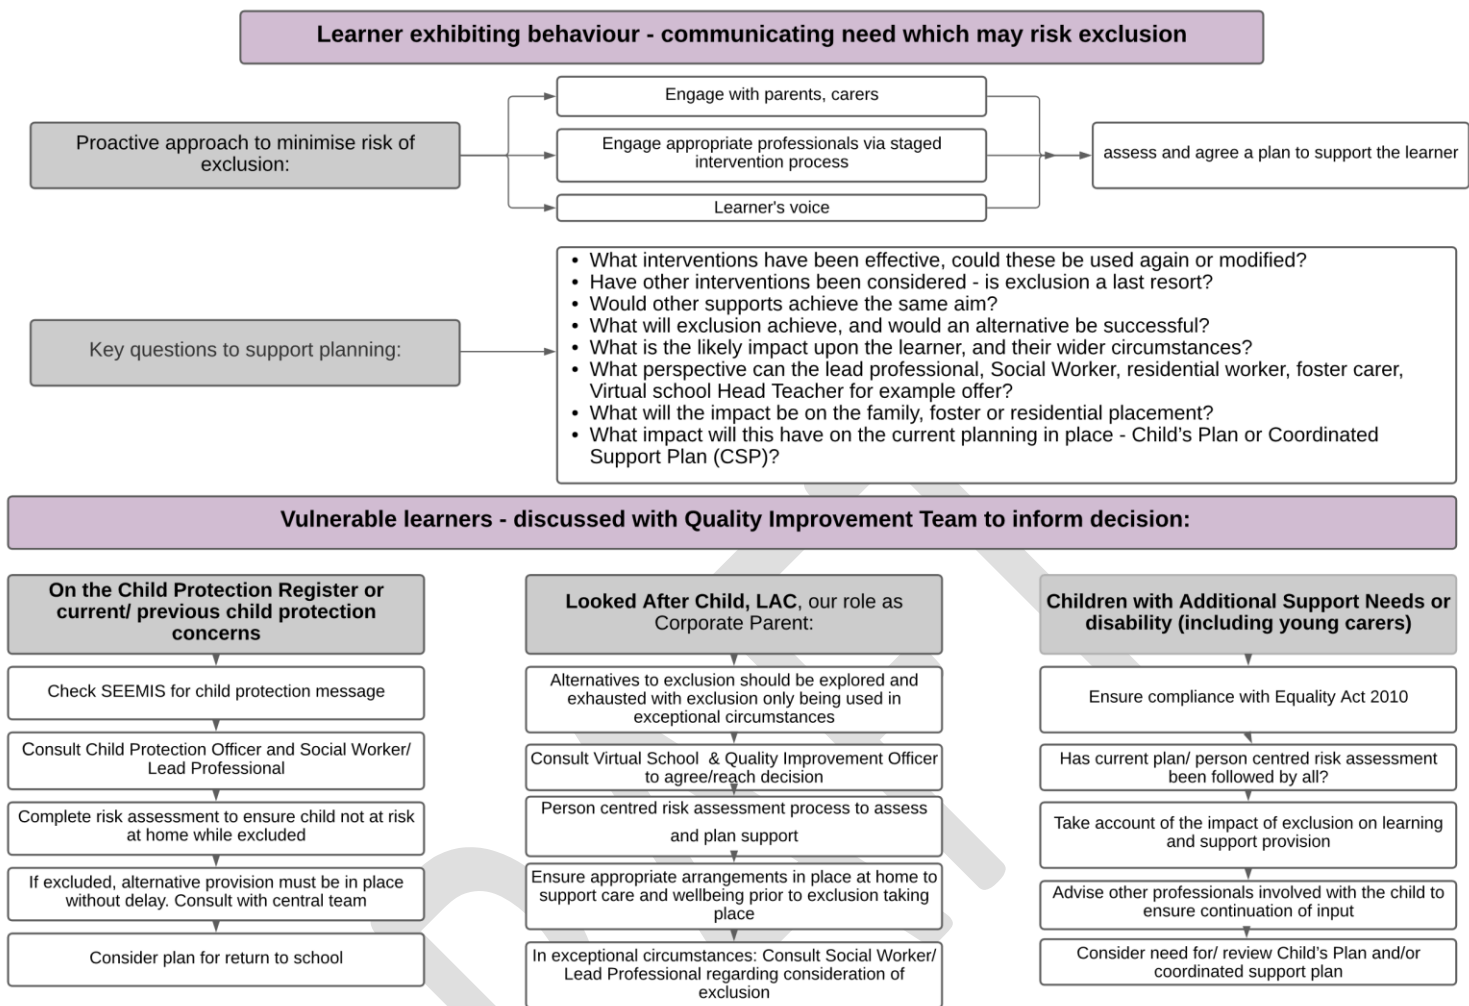 Learner exhibiting behaviour - communicating need which may risk exclusion
Proactive approach to minimise risk of
exclusion:
Engage with parents, carers
Engage appropriate professionals via staged
intervention process
Learner's voice
assess and agree a plan to support the learner
Key questions to support planning:
• What interventions have been effective, could these be used again or modified?
• Have other interventions been considered - is exclusion a last resort?
• Would other supports achieve the same aim?
• What will exclusion achieve, and would an alternative be successful?
• What is the likely impact upon the learner, and their wider circumstances?
• What perspective can the lead professional, Social Worker, residential worker, foster carer,
Virtual school Head Teacher for example offer?
• What will the impact be on the family, foster or residential placement?
• What impact will this have on the current planning in place - Child’s Plan or Coordinated
Support Plan (CSP)?
Vulnerable learners - discussed with Quality Improvement Team to inform decision:
On the Child Protection Register or
current/ previous child protection
concerns
Check SEEMIS for child protection message
Consult Child Protection Officer and Social Worker/
Lead Professional
Complete risk assessment to ensure child not at risk
at home while excluded
If excluded, alternative provision must be in place
without delay. Consult with central team
Consider plan for return to school
Looked After Child, LAC, our role as
Corporate Parent:
Alternatives to exclusion should be explored and
exhausted with exclusion only being used in
exceptional circumstances
Consult Virtual School & Quality Improvement Officer
to agree/reach decision
Person centred risk assessment process to assess
and plan support
Ensure appropriate arrangements in place at home to
support care and wellbeing prior to exclusion taking
place
In exceptional circumstances: Consult Social Worker/
Lead Professional regarding consideration of
exclusion
Children with Additional Support Needs or
disability (including young carers)
Ensure compliance with Equality Act 2010
Has current plan/ person centred risk assessment
been followed by all?
Take account of the impact of exclusion on learning
and support provision
Advise other professionals involved with the child to
ensure continuation of input
Consider need for/ review Child’s Plan and/or
coordinated support plan